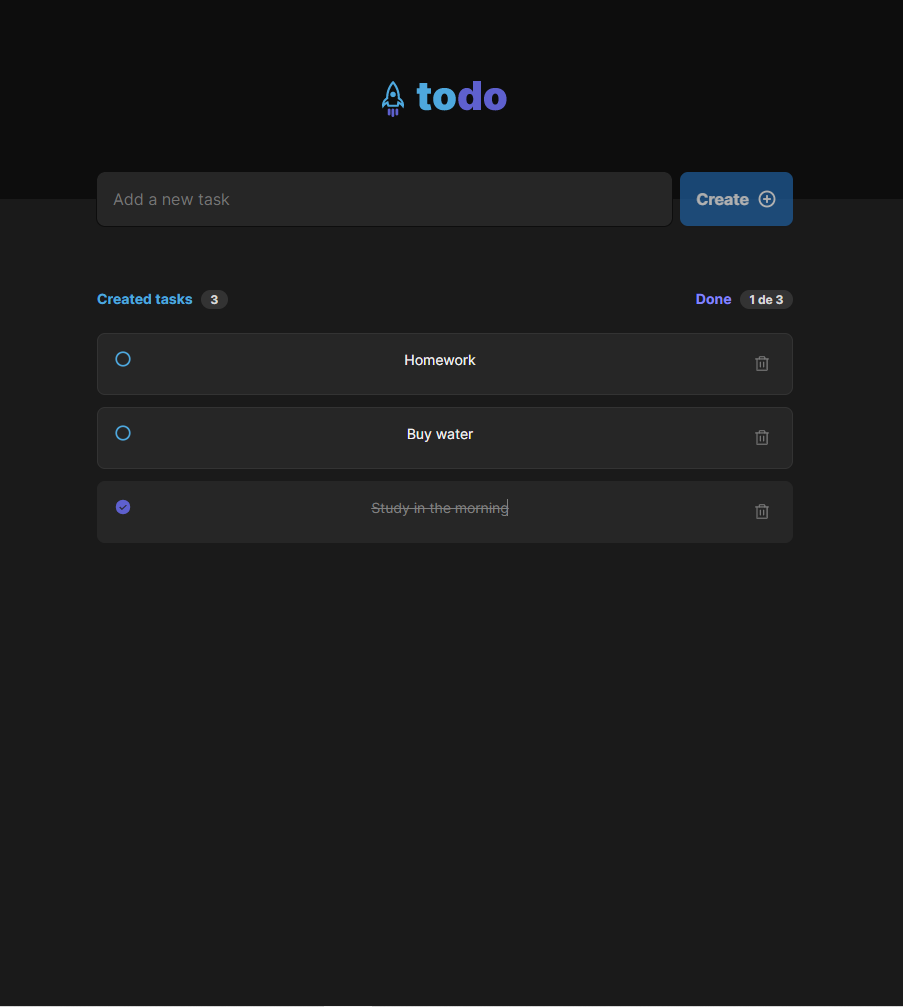 todo
Add a new task
Create
Created tasks 3
Done 1 de 3
Homework
Buy water
Study in the morning